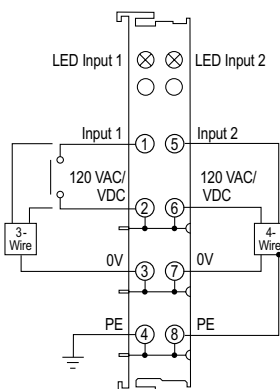 LED Input 1 LED Input 2
Input 1 1 5 Input 2
120 VAC/ 120 VAC/
VDC 2 6 VDC
3- 4-
Wire Wire
0V 3 7 0V
PE 4 8 PE